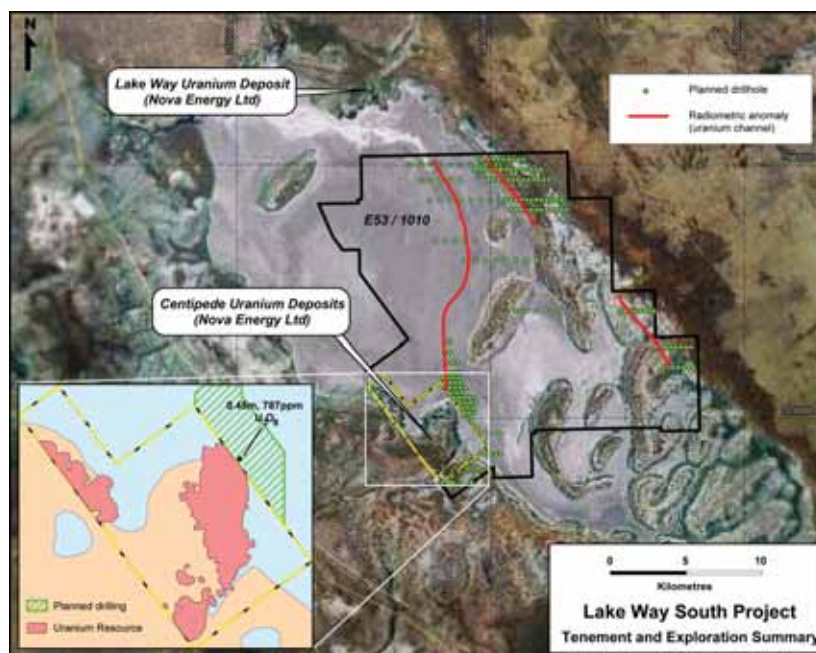 N
Lake Way Uranium Deposit
(Nova Energy Ltd)
Planned drillhole
Radiometric anomaly
(uranium channel)
E53 / 1010
Centipede Uranium Deposits
(Nova Energy Ltd)
787ppm
U3O8
Planned drilling
Uranium Resource
0 5 10
Kilometres
Lake Way South Project
Tenement and Exploration Summary